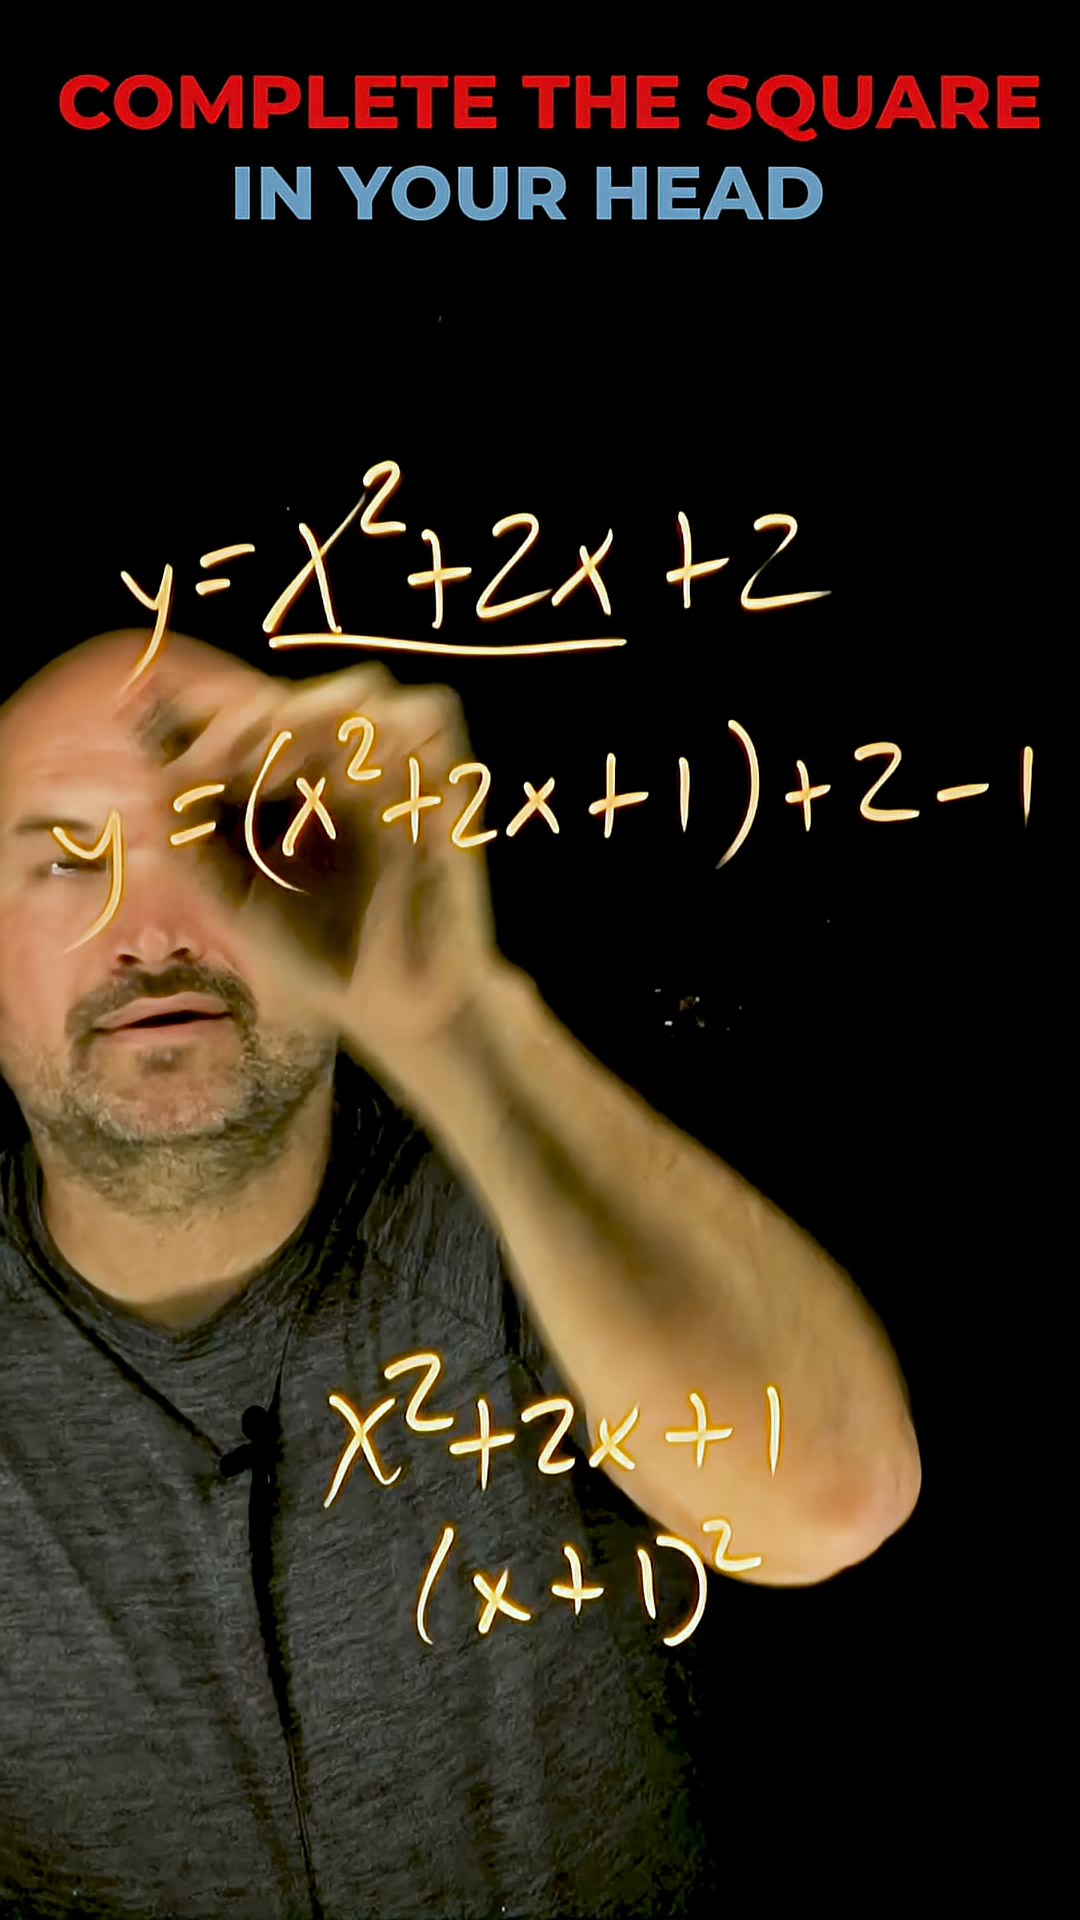 COMPLETE THE SQUARE
IN YOUR HEAD
y = x² + 2x + 2
y = (x² + 2x + 1) + 2 - 1
x² + 2x + 1
(x + 1)²